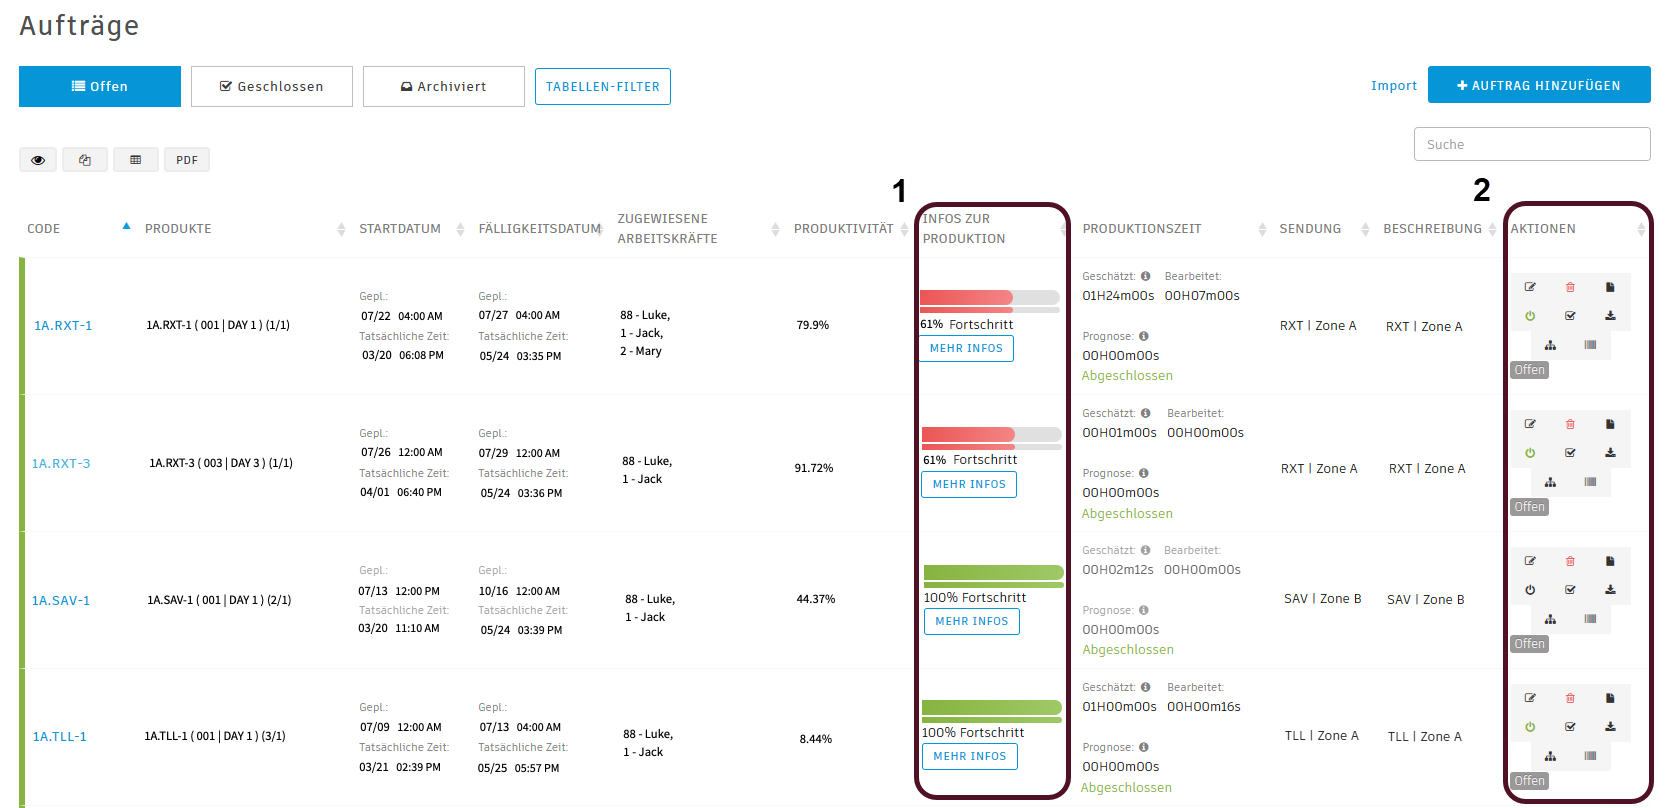 Aufträge
Offen
Geschlossen
Archiviert
TABELLEN-FILTER
Import
AUFTRAG HINZUFÜGEN
Suche
PDF
1
2
CODE
PRODUKTE
STARTDATUM
FÄLLIGKEITSDATUM
ZUGEWIESENE
ARBEITSKRÄFTE
PRODUKTIVITÄT
INFOS ZUR
PRODUKTION
PRODUKTIONSZEIT
SENDUNG
BESCHREIBUNG
AKTIONEN
1A.RXT-1
1A.RXT-1 ( 001 | DAY 1 ) (1/1)
Gepl.:
07/22 04:00 AM
Tatsächliche Zeit:
03/20 06:08 PM
Gepl.:
07/27 04:00 AM
Tatsächliche Zeit:
05/24 03:35 PM
88 - Luke,
1 - Jack,
2 - Mary
79.9%
61% Fortschritt
MEHR INFOS
Geschätzt: Bearbeitet:
01H24m00s 00H07m00s
Prognose:
00H00m00s
Abgeschlossen
RXT | Zone A
RXT | Zone A
Offen
1A.RXT-3
1A.RXT-3 ( 003 | DAY 3 ) (1/1)
Gepl.:
07/26 12:00 AM
Tatsächliche Zeit:
04/01 06:40 PM
Gepl.:
07/29 12:00 AM
Tatsächliche Zeit:
05/24 03:36 PM
88 - Luke,
1 - Jack
91.72%
61% Fortschritt
MEHR INFOS
Geschätzt: Bearbeitet:
00H01m00s 00H00m00s
Prognose:
00H00m00s
Abgeschlossen
RXT | Zone A
RXT | Zone A
Offen
1A.SAV-1
1A.SAV-1 ( 001 | DAY 1 ) (2/1)
Gepl.:
07/13 12:00 PM
Tatsächliche Zeit:
03/20 11:10 AM
Gepl.:
10/16 12:00 AM
Tatsächliche Zeit:
05/24 03:39 PM
88 - Luke,
1 - Jack
44.37%
100% Fortschritt
MEHR INFOS
Geschätzt: Bearbeitet:
00H02m12s 00H00m00s
Prognose:
00H00m00s
Abgeschlossen
SAV | Zone B
SAV | Zone B
Offen
1A.TLL-1
1A.TLL-1 ( 001 | DAY 1 ) (3/1)
Gepl.:
07/09 12:00 AM
Tatsächliche Zeit:
03/21 02:39 PM
Gepl.:
07/13 04:00 AM
Tatsächliche Zeit:
05/25 05:57 PM
88 - Luke,
1 - Jack
8.44%
100% Fortschritt
MEHR INFOS
Geschätzt: Bearbeitet:
01H00m00s 00H00m16s
Prognose:
00H00m00s
Abgeschlossen
TLL | Zone A
TLL | Zone A
Offen